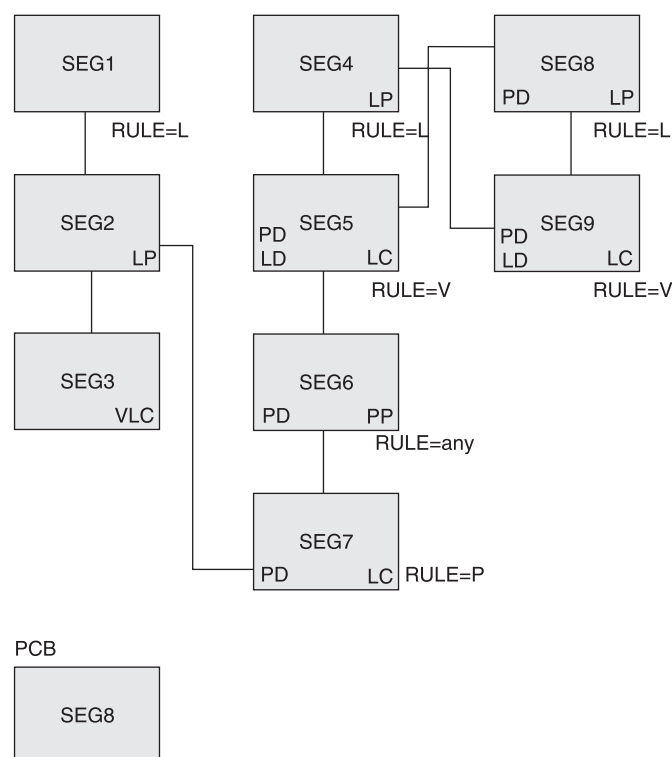 SEG1
RULE=L
SEG2
LP
SEG3
VLC
SEG4
LP
RULE=L
SEG5
PD
LD LC
RULE=V
SEG6
PD PP
RULE=any
SEG7
PD LC
RULE=P
SEG8
PD LP
RULE=L
SEG9
PD
LD LC
RULE=V
PCB
SEG8